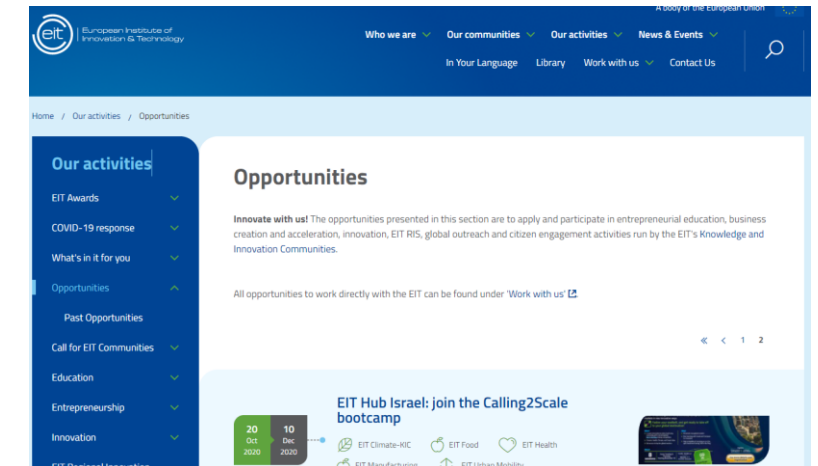 A body of the European Union
eit
European Institute of
Innovation & Technology
Who we are
Our communities
Our activities
News & Events
In Your Language
Library
Work with us
Contact Us
Home / Our activities / Opportunities
Our activities
EIT Awards
COVID-19 response
What's in it for you
Opportunities
Past Opportunities
Call for EIT Communities
Education
Entrepreneurship
Innovation
EIT Regional Innovation
Opportunities
Innovate with us! The opportunities presented in this section are to apply and participate in entrepreneurial education, business
creation and acceleration, innovation, EIT RIS, global outreach and citizen engagement activities run by the EIT's Knowledge and
Innovation Communities.
All opportunities to work directly with the EIT can be found under 'Work with us'
« < 1 2
20
Oct
2020
10
Dec
2020
EIT Hub Israel: join the Calling2Scale
bootcamp
EIT Climate-KIC
EIT Food
EIT Health
EIT Manufacturing
EIT Urban Mobility